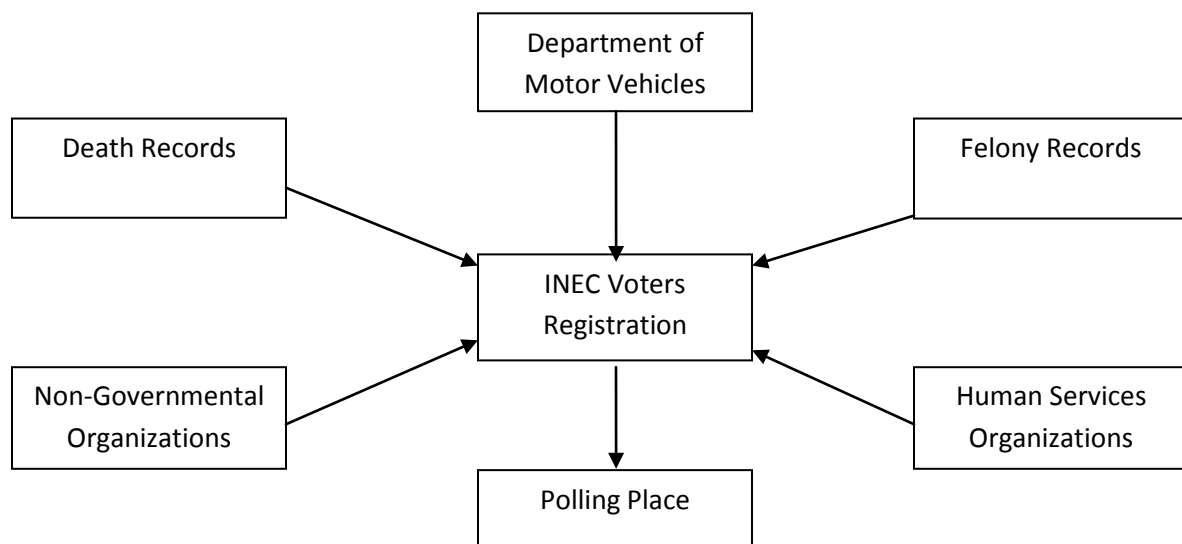 Department of
Motor Vehicles
Death Records
Felony Records
INEC Voters
Registration
Non-Governmental
Organizations
Human Services
Organizations
Polling Place